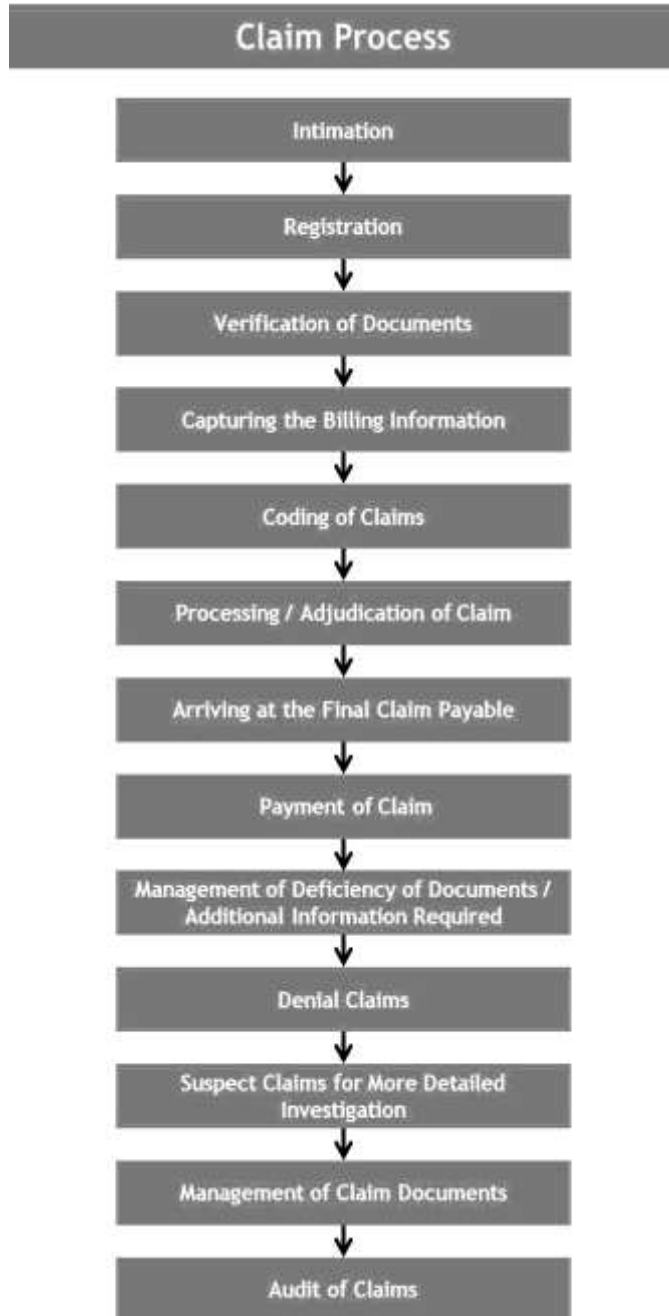 Claim Process
Intimation
Registration
Verification of Documents
Capturing the Billing Information
Coding of Claims
Processing / Adjudication of Claim
Arriving at the Final Claim Payable
Payment of Claim
Management of Deficiency of Documents /
Additional Information Required
Denial Claims
Suspect Claims for More Detailed
Investigation
Management of Claim Documents
Audit of Claims